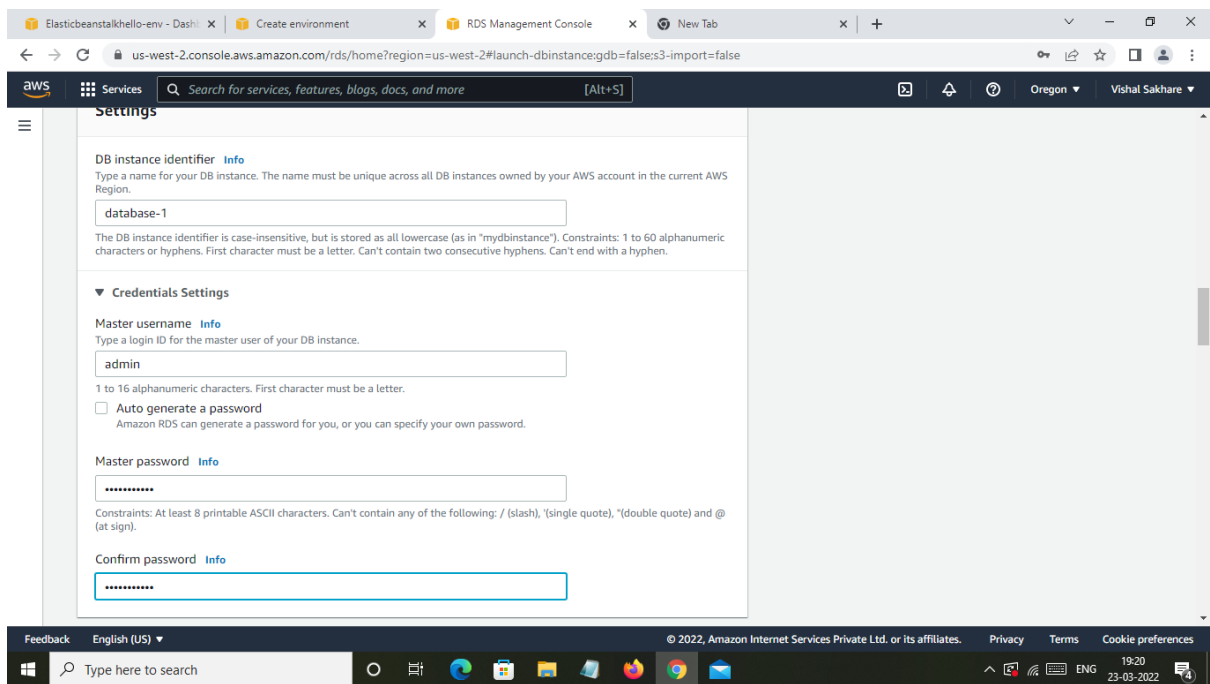 Elasticbeanstalkhello-env - Dashb
Create environment
RDS Management Console
New Tab
us-west-2.console.aws.amazon.com/rds/home?region=us-west-2#launch-dbinstance:gdb=false;s3-import=false
aws
Services
Search for services, features, blogs, docs, and more
[Alt+S]
Oregon ▼
Vishal Sakhare ▼
Settings
DB instance identifier Info
Type a name for your DB instance. The name must be unique across all DB instances owned by your AWS account in the current AWS
Region.
database-1
The DB instance identifier is case-insensitive, but is stored as all lowercase (as in "mydbinstance"). Constraints: 1 to 60 alphanumeric
characters or hyphens. First character must be a letter. Can't contain two consecutive hyphens. Can't end with a hyphen.
▼ Credentials Settings
Master username Info
Type a login ID for the master user of your DB instance.
admin
1 to 16 alphanumeric characters. First character must be a letter.
Auto generate a password
Amazon RDS can generate a password for you, or you can specify your own password.
Master password Info
•••••••••••
Constraints: At least 8 printable ASCII characters. Can't contain any of the following: / (slash), '(single quote), "(double quote) and @
(at sign).
Confirm password Info
•••••••••••
Feedback
English (US) ▼
© 2022, Amazon Internet Services Private Ltd. or its affiliates.
Privacy
Terms
Cookie preferences
Type here to search
ENG
19:20
23-03-2022
4